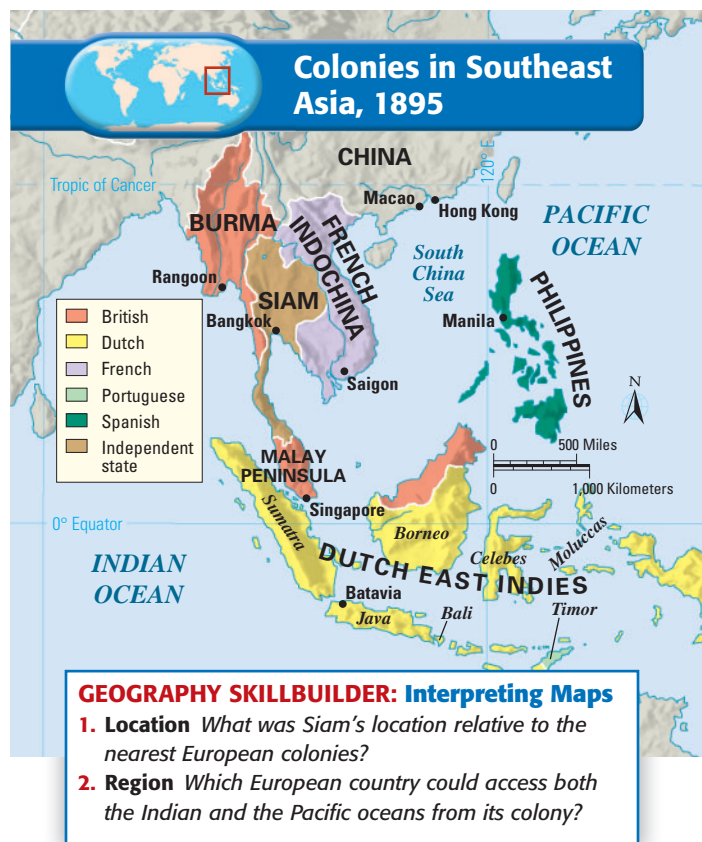 Colonies in Southeast
Asia, 1895
CHINA
120° E
Tropic of Cancer
Macao
Hong Kong
PACIFIC
OCEAN
BURMA
FRENCH
INDOCHINA
South
China
Sea
Rangoon
SIAM
PHILIPPINES
Bangkok
Manila
British
Dutch
French
Portuguese
Spanish
Independent
state
Saigon
N
0 500 Miles
0 1,000 Kilometers
MALAY
PENINSULA
Singapore
Sumatra
0° Equator
Borneo
Celebes
Moluccas
INDIAN
OCEAN
DUTCH EAST INDIES
Batavia
Java
Bali
Timor
GEOGRAPHY SKILLBUILDER: Interpreting Maps
1. Location What was Siam's location relative to the
nearest European colonies?
2. Region Which European country could access both
the Indian and the Pacific oceans from its colony?